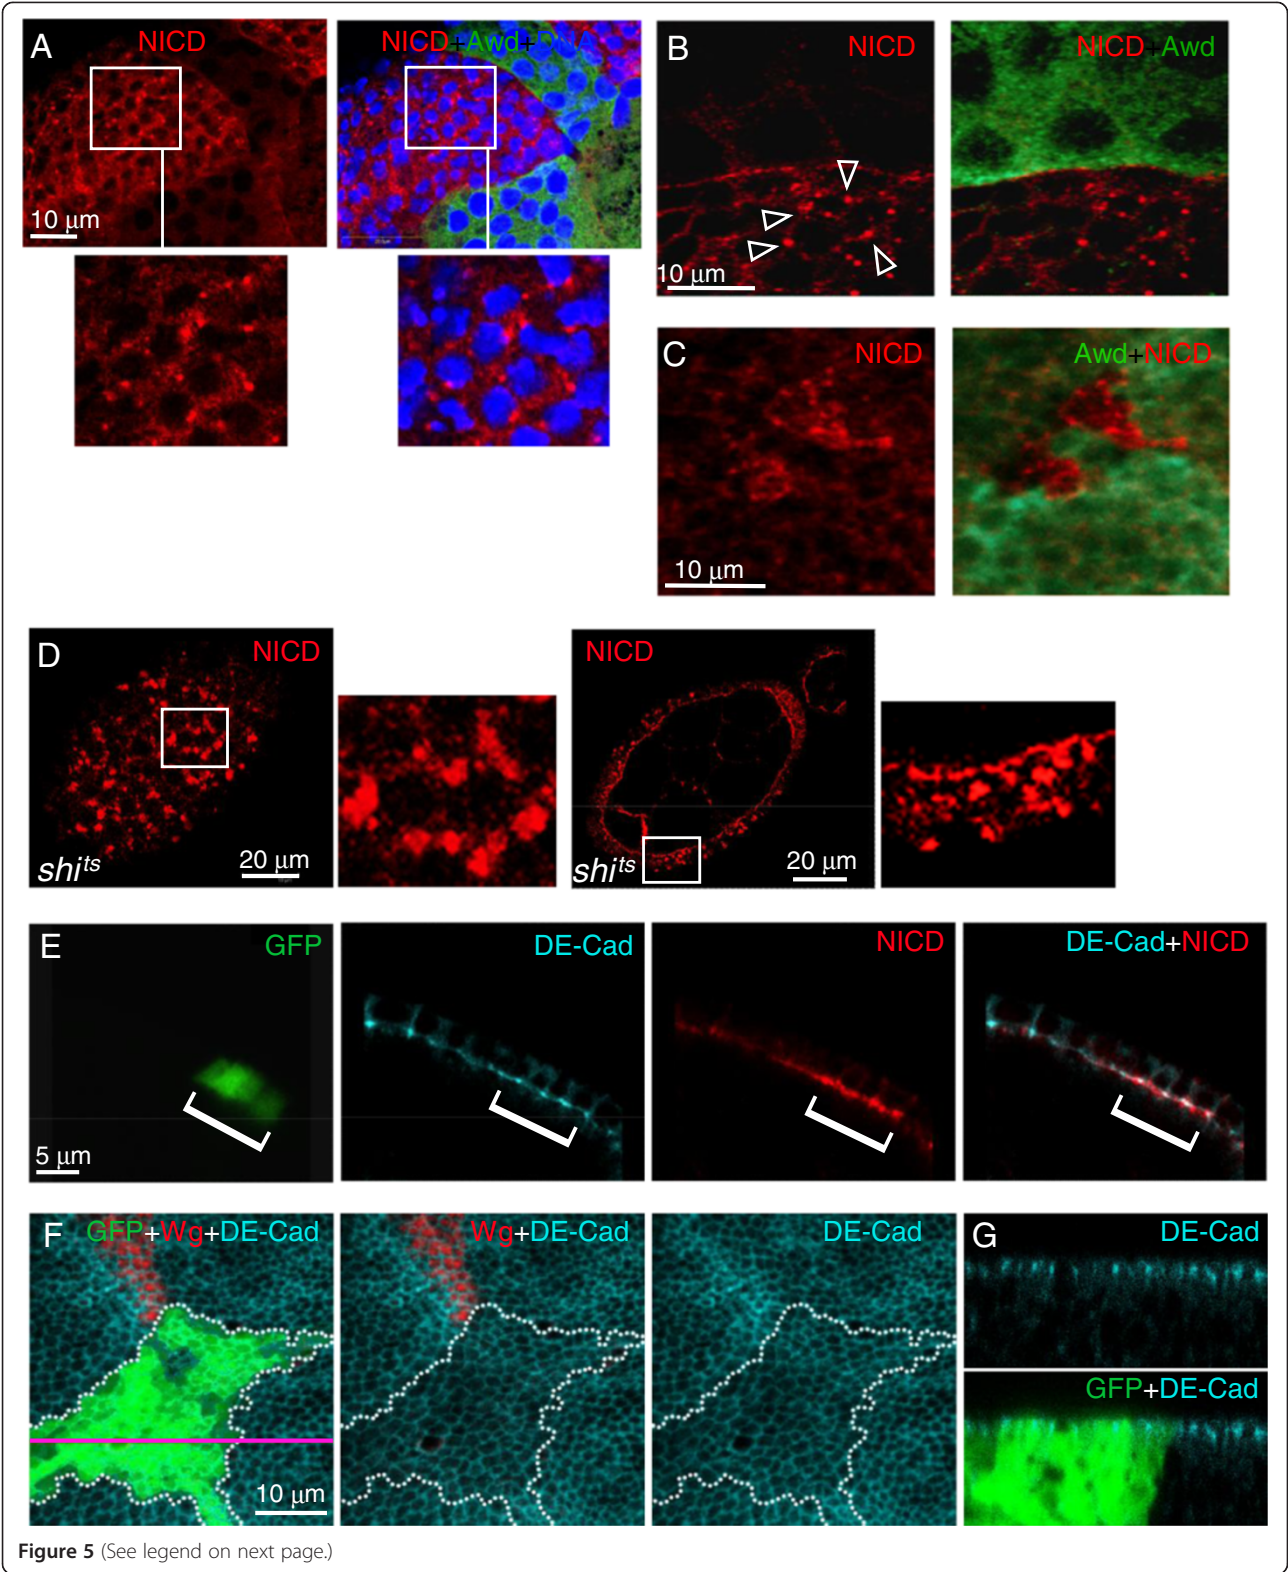 A
NICD
NICD+Awd+DNA
10 μm
B
NICD
NICD+Awd
10 μm
C
NICD
Awd+NICD
10 μm
D
NICD
shi^ts
20 μm
NICD
shi^ts
20 μm
E
GFP
DE-Cad
NICD
DE-Cad+NICD
5 μm
F
GFP+Wg+DE-Cad
Wg+DE-Cad
DE-Cad
10 μm
G
DE-Cad
GFP+DE-Cad
Figure 5 (See legend on next page.)